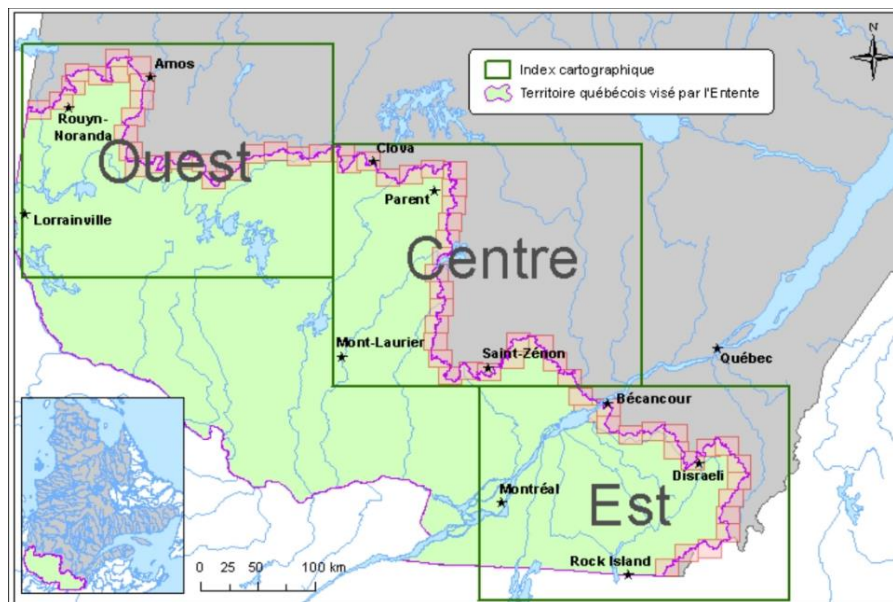 N
Amos
Index cartographique
Territoire québécois visé par l'Entente
Rouyn-
Noranda
Ouest
Clova
Parent
Lorrainville
Centre
Mont-Laurier
Saint-Zénon
Québec
Bécancour
Disraeli
Montréal
Est
Rock Island
0 25 50 100 km